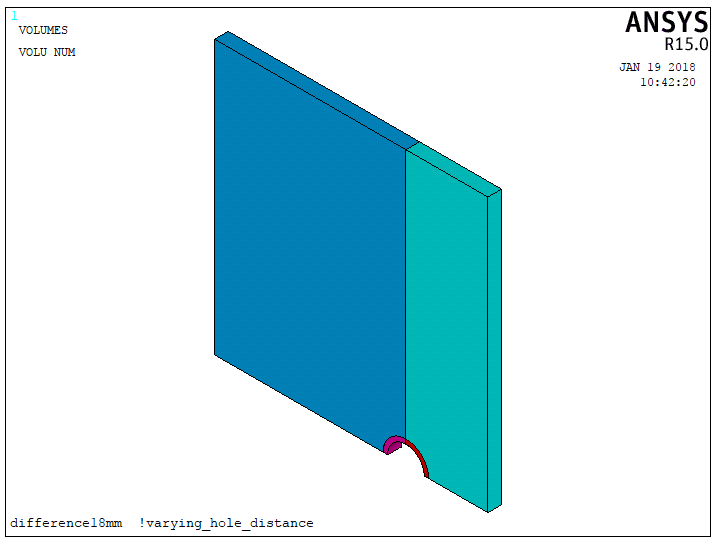 1
VOLUMES
VOLU NUM
ANSYS
R15.0
JAN 19 2018
10:42:20
difference18mm  !varying_hole_distance